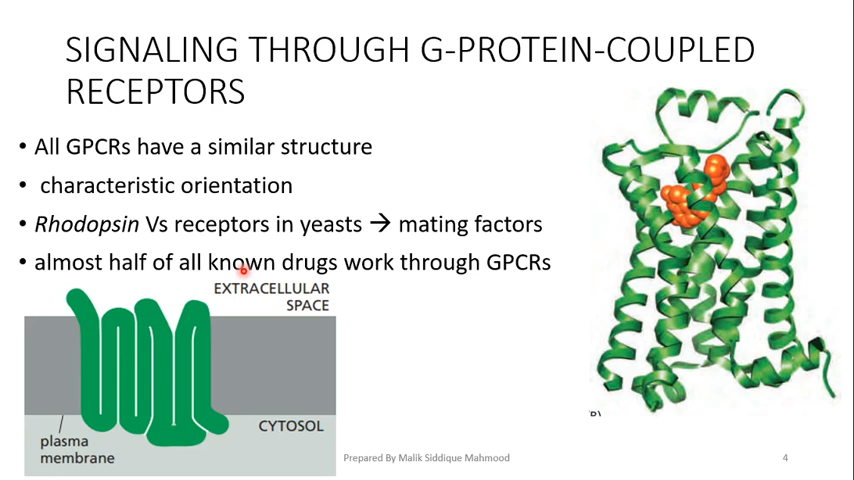 SIGNALING THROUGH G-PROTEIN-COUPLED
RECEPTORS
• All GPCRs have a similar structure
• characteristic orientation
• Rhodopsin Vs receptors in yeasts → mating factors
• almost half of all known drugs work through GPCRs
EXTRACELLULAR
SPACE
CYTOSOL
plasma
membrane
Prepared By Malik Siddique Mahmood
4